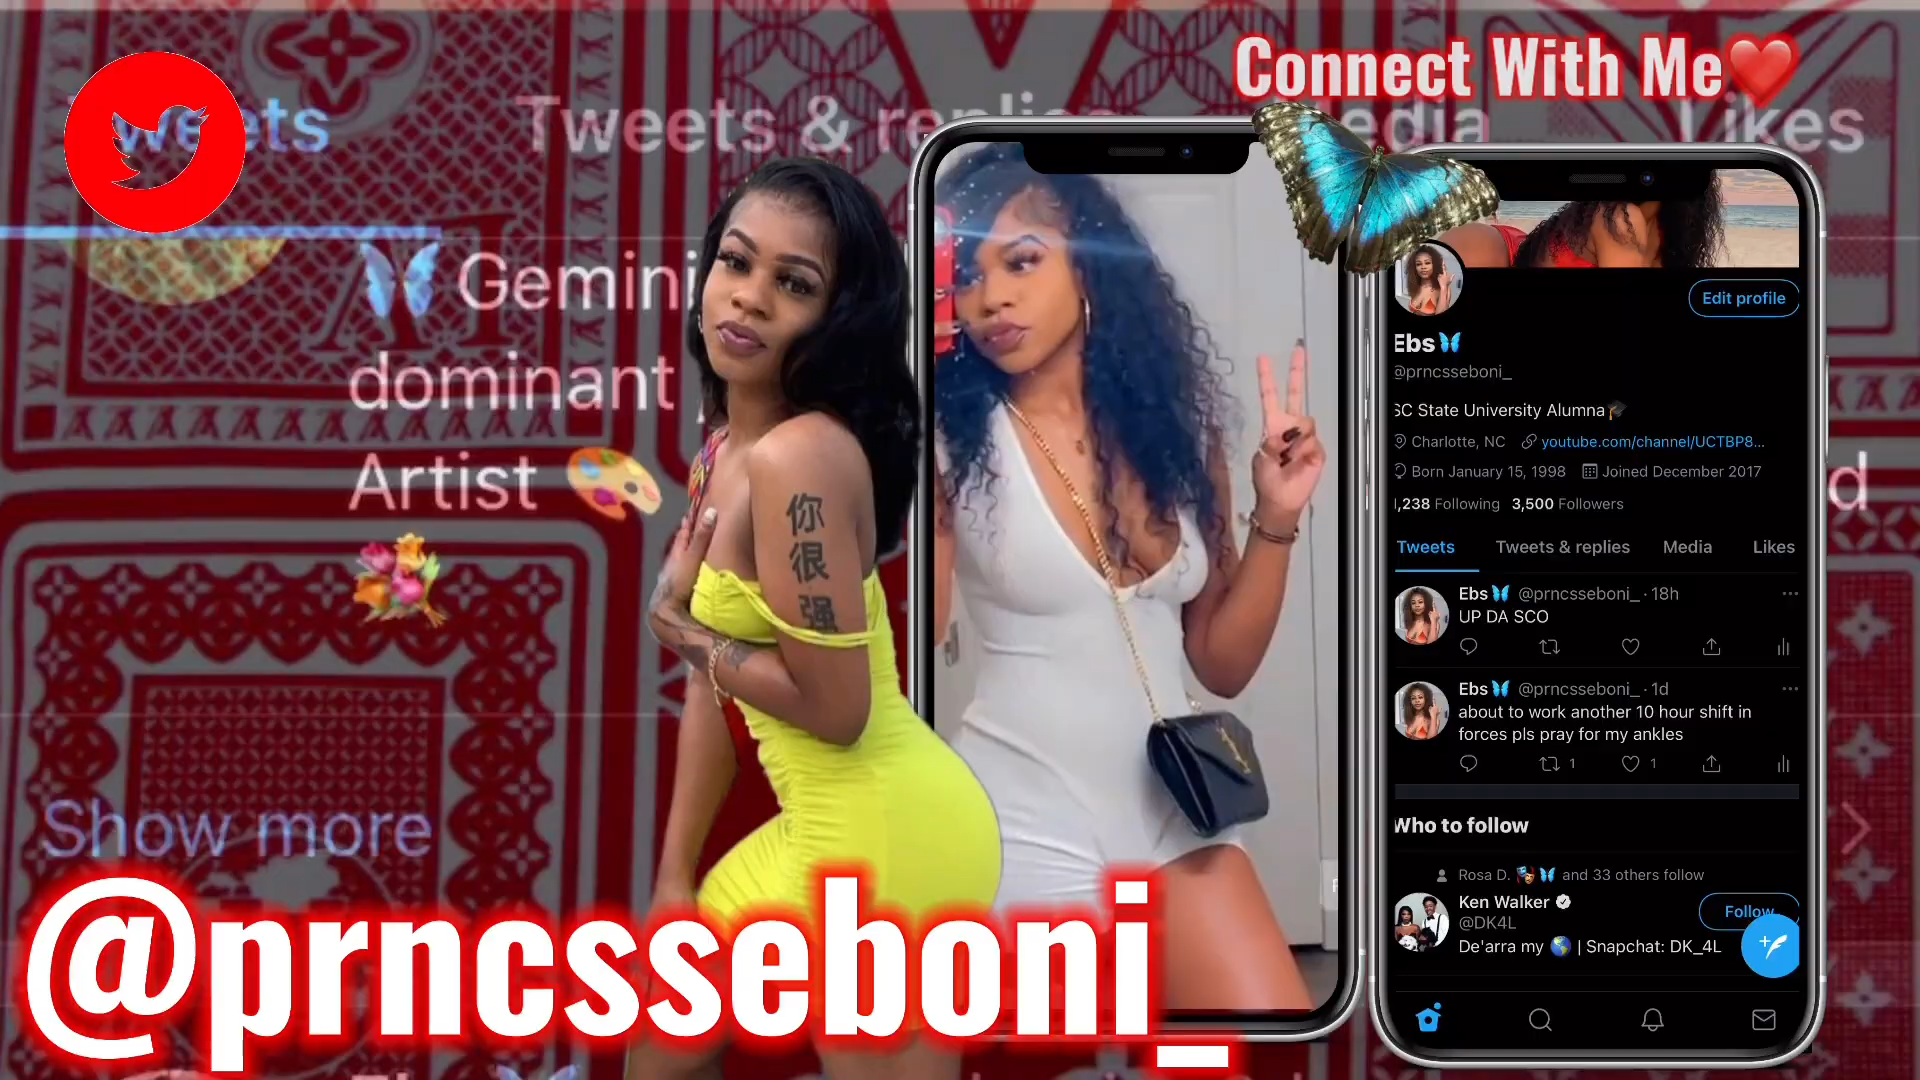 Connect With Me❤️
Tweets
Tweets & replies
Media
Likes
🦋 Gemini
dominant
Artist 🎨
d
💐
Show more
@prncsseboni_
你
很
强
Edit profile
Ebs🦋
@prncsseboni_
SC State University Alumna🎓
Charlotte, NC youtube.com/channel/UCTBP8...
Born January 15, 1998 Joined December 2017
1,238 Following 3,500 Followers
Tweets Tweets & replies Media Likes
Ebs🦋 @prncsseboni_ · 18h
UP DA SCO
Ebs🦋 @prncsseboni_ · 1d
about to work another 10 hour shift in
forces pls pray for my ankles
1 1
Who to follow
Rosa D. 🎭🦋 and 33 others follow
Ken Walker
@DK4L
Follow
De'arra my 🌎 | Snapchat: DK_4L